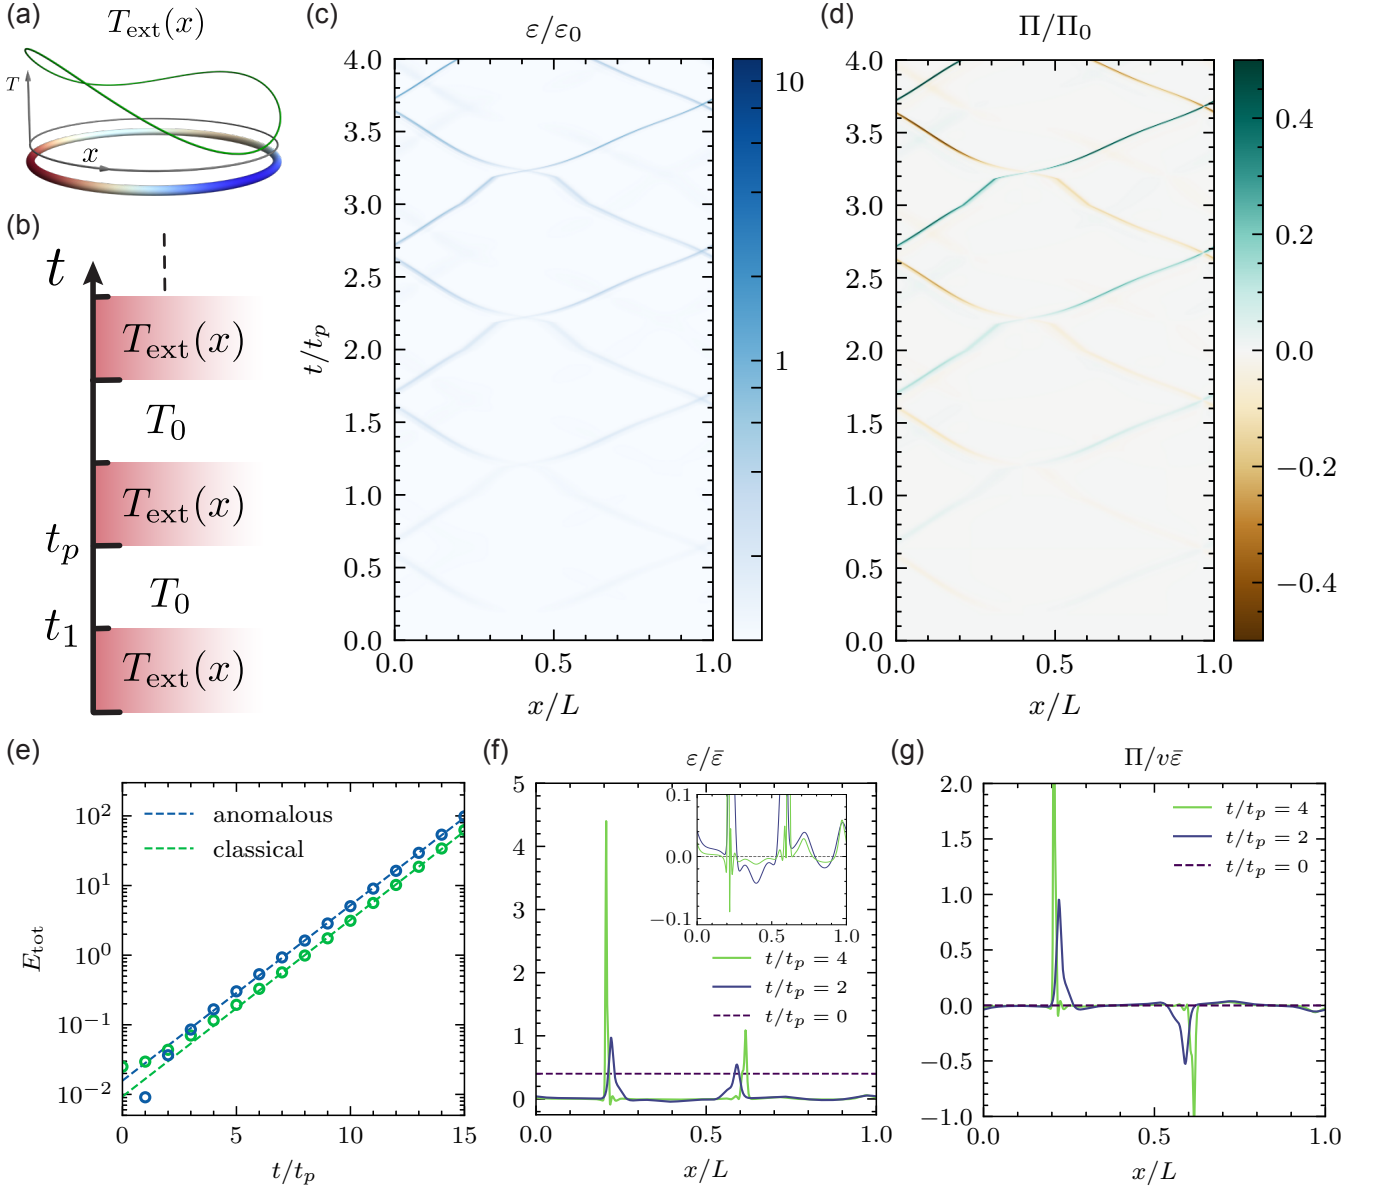 (a)
T_ext(x)
T
x
(b)
t
T_ext(x)
T_0
T_ext(x)
t_p
T_0
t_1
T_ext(x)
(c)
ε/ε_0
4.0
3.5
3.0
2.5
2.0
1.5
1.0
0.5
0.0
t/t_p
0.0
0.5
1.0
x/L
10
1
(d)
Π/Π_0
4.0
3.5
3.0
2.5
2.0
1.5
1.0
0.5
0.0
0.0
0.5
1.0
x/L
0.4
0.2
0.0
−0.2
−0.4
(e)
10^2
10^1
10^0
10^−1
10^−2
E_tot
anomalous
classical
0
5
10
15
t/t_p
(f)
ε/ε̄
5
4
3
2
1
0
0.1
0.0
−0.1
0.0
0.5
1.0
t/t_p = 4
t/t_p = 2
t/t_p = 0
0.0
0.5
1.0
x/L
(g)
Π/vε̄
2.0
1.5
1.0
0.5
0.0
−0.5
−1.0
t/t_p = 4
t/t_p = 2
t/t_p = 0
0.0
0.5
1.0
x/L